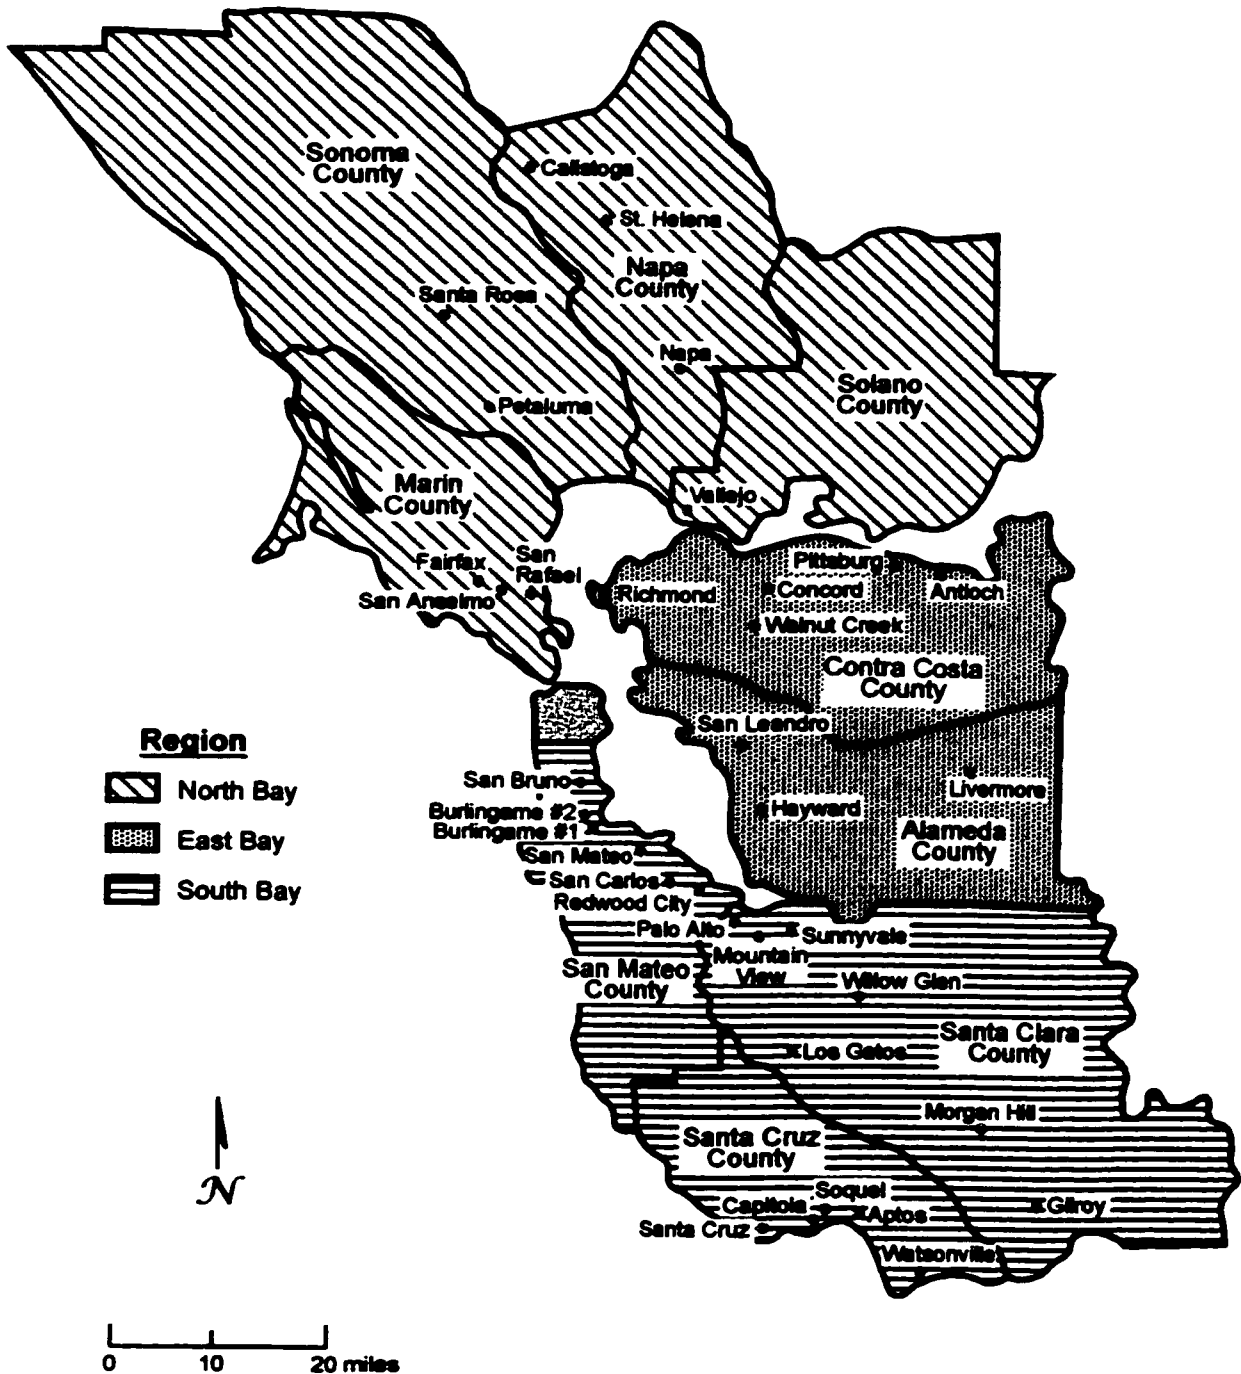 Sonoma
County
Calistoga
St. Helena
Napa
County
Santa Rosa
Napa
Solano
County
Petaluma
Marin
County
Vallejo
Fairfax
San
Rafael
San Anselmo
Pittsburg
Richmond
Concord
Antioch
Walnut Creek
Contra Costa
County
San Leandro
Region
North Bay
East Bay
South Bay
San Bruno
Livermore
Hayward
Burlingame #2
Burlingame #1
Alameda
County
San Mateo
San Carlos
Redwood City
Palo Alto
Sunnyvale
Mountain
View
San Mateo
County
Willow Glen
Santa Clara
County
Los Gatos
Morgan Hill
Santa Cruz
County
Soquel
Capitola
Aptos
Gilroy
Santa Cruz
Watsonville
N
0 10 20 miles